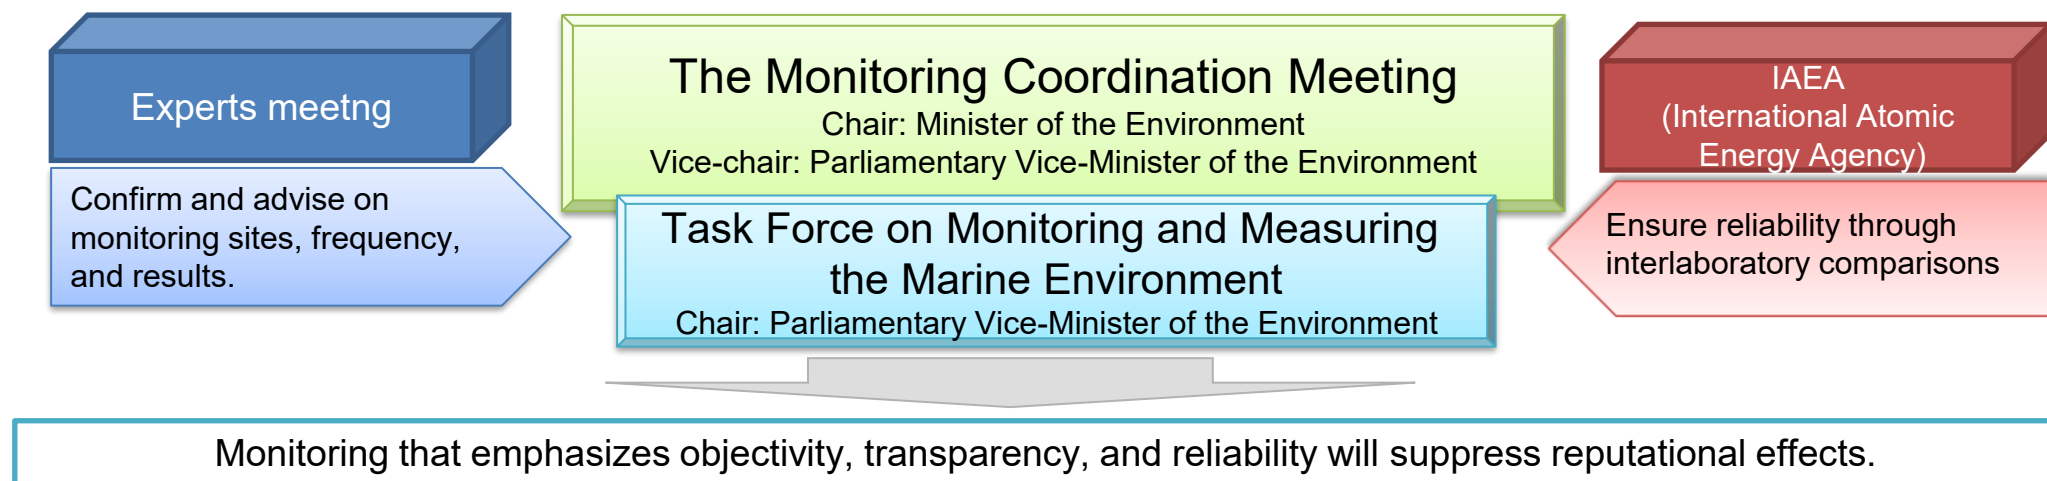 Experts meetng
Confirm and advise on
monitoring sites, frequency,
and results.
The Monitoring Coordination Meeting
Chair: Minister of the Environment
Vice-chair: Parliamentary Vice-Minister of the Environment
Task Force on Monitoring and Measuring
the Marine Environment
Chair: Parliamentary Vice-Minister of the Environment
IAEA
(International Atomic
Energy Agency)
Ensure reliability through
interlaboratory comparisons
Monitoring that emphasizes objectivity, transparency, and reliability will suppress reputational effects.